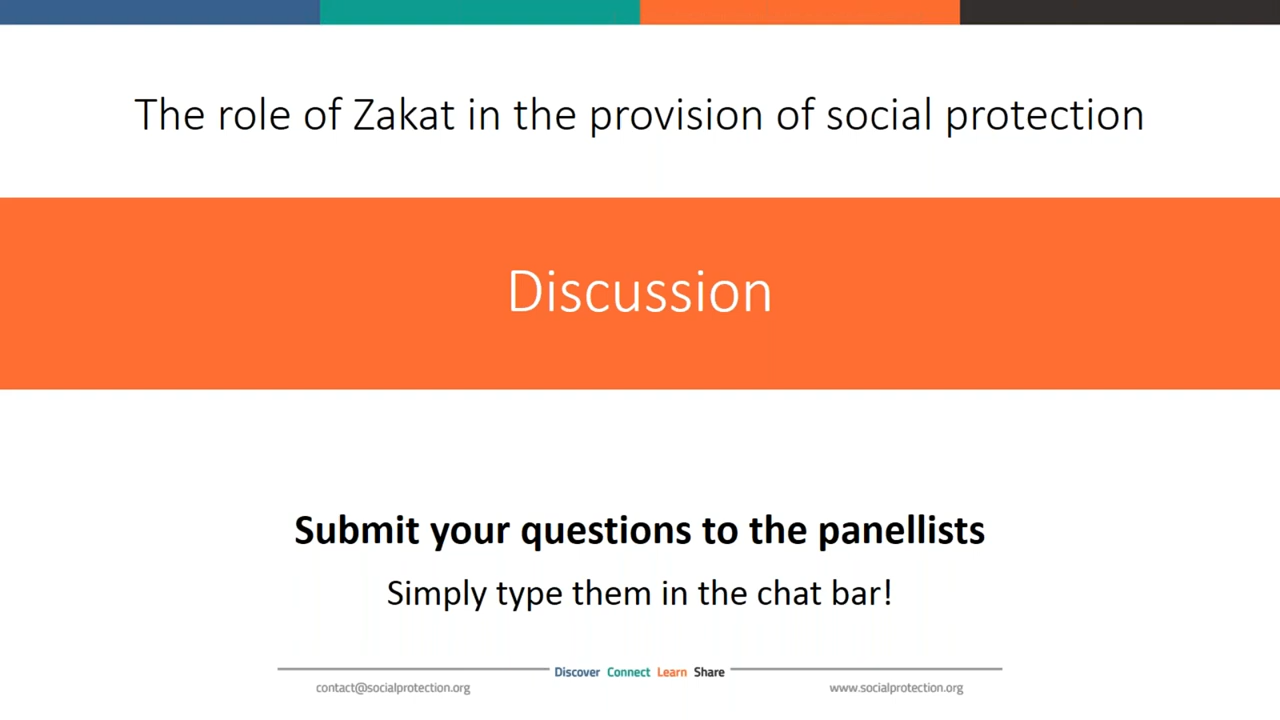 The role of Zakat in the provision of social protection
Discussion
Submit your questions to the panellists
Simply type them in the chat bar!
Discover Connect Learn Share
contact@socialprotection.org www.socialprotection.org